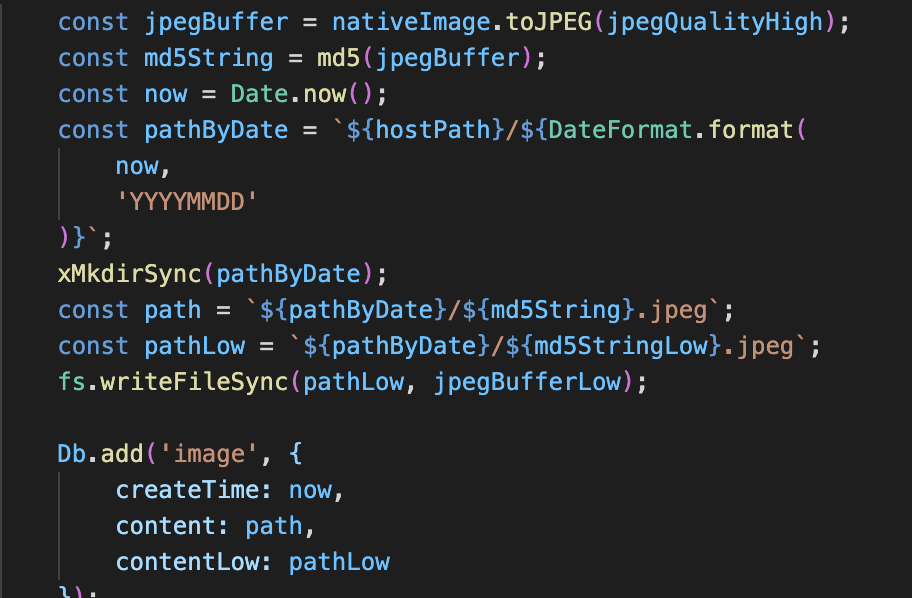 const jpegBuffer = nativeImage.toJPEG(jpegQualityHigh);
const md5String = md5(jpegBuffer);
const now = Date.now();
const pathByDate = `${hostPath}/${DateFormat.format(
now,
'YYYYMMDD'
)}`;
xMkdirSync(pathByDate);
const path = `${pathByDate}/${md5String}.jpeg`;
const pathLow = `${pathByDate}/${md5StringLow}.jpeg`;
fs.writeFileSync(pathLow, jpegBufferLow);
Db.add('image', {
createTime: now,
content: path,
contentLow: pathLow
});